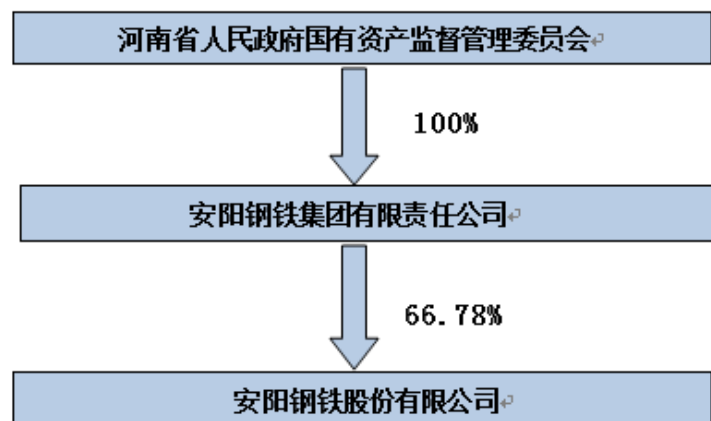 河南省人民政府国有资产监督管理委员会
100%
安阳钢铁集团有限责任公司
66.78%
安阳钢铁股份有限公司